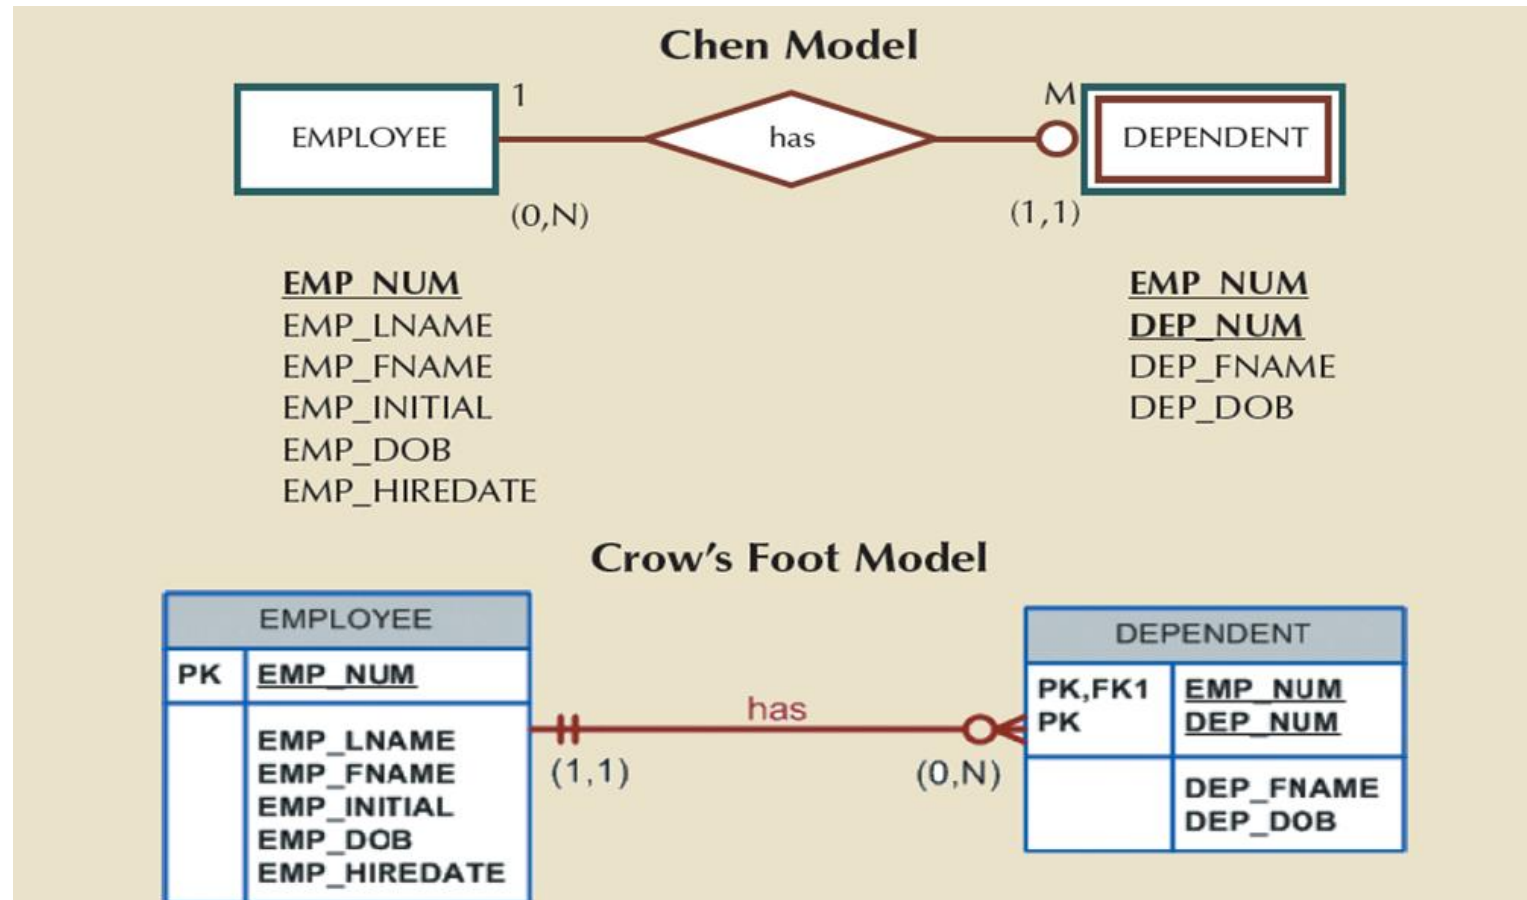 Chen Model
1
M
EMPLOYEE
has
DEPENDENT
(0,N)
(1,1)
EMP_NUM
EMP_LNAME
EMP_FNAME
EMP_INITIAL
EMP_DOB
EMP_HIREDATE
EMP_NUM
DEP_NUM
DEP_FNAME
DEP_DOB
Crow's Foot Model
EMPLOYEE
PK EMP_NUM
EMP_LNAME
EMP_FNAME
EMP_INITIAL
EMP_DOB
EMP_HIREDATE
has
(1,1)
(0,N)
DEPENDENT
PK,FK1 EMP_NUM
PK DEP_NUM
DEP_FNAME
DEP_DOB